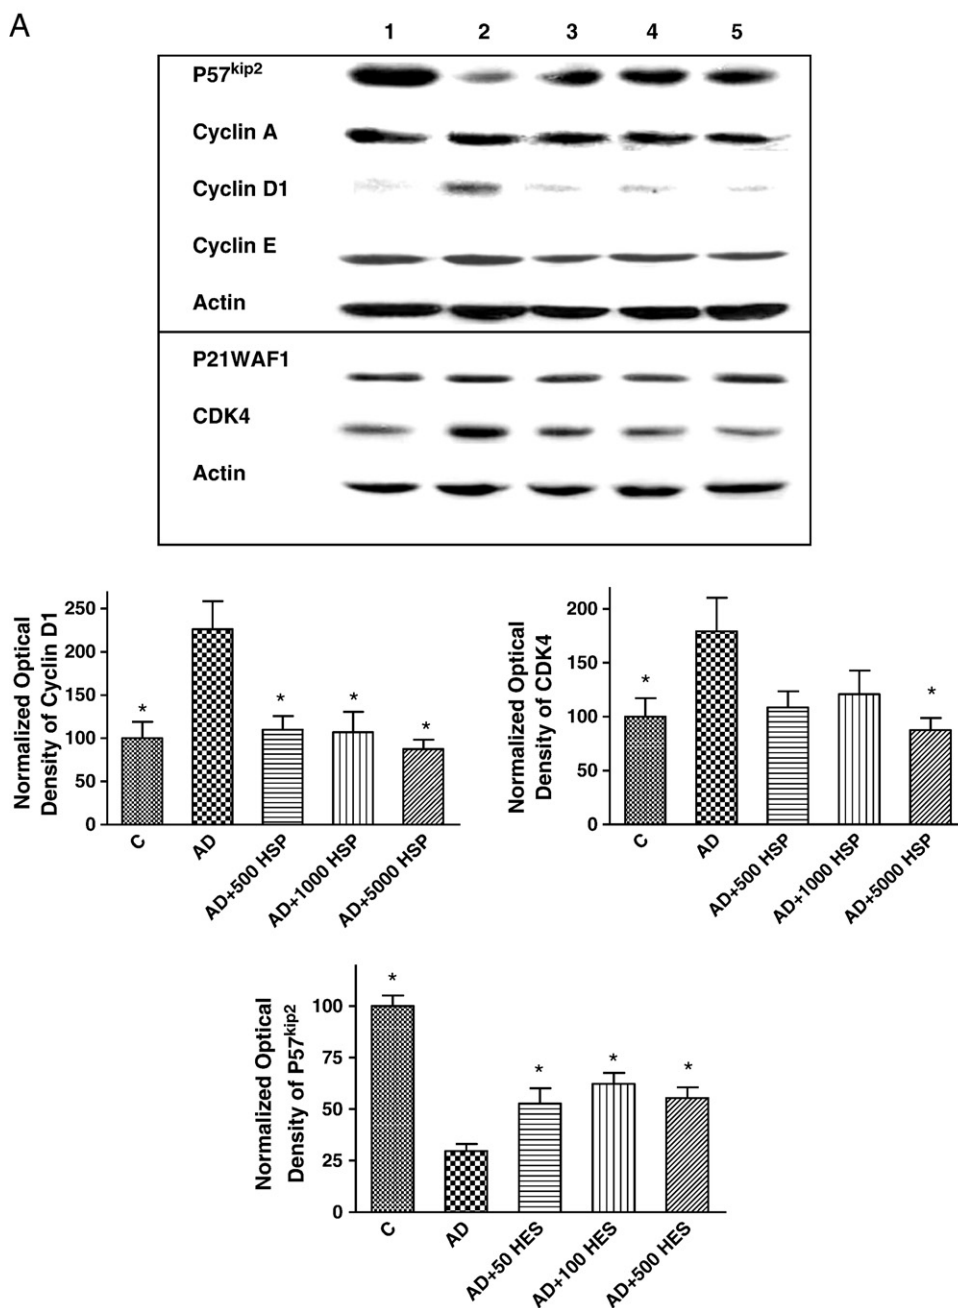 A
1 2 3 4 5
P57kip2
Cyclin A
Cyclin D1
Cyclin E
Actin
P21WAF1
CDK4
Actin
Normalized Optical
Density of Cyclin D1
250
200
150
100
50
0
* * * *
C AD AD+500 HSP AD+1000 HSP AD+5000 HSP
Normalized Optical
Density of CDK4
200
150
100
50
0
* *
C AD AD+500 HSP AD+1000 HSP AD+5000 HSP
Normalized Optical
Density of P57kip2
100
75
50
25
0
* * * *
C AD AD+50 HES AD+100 HES AD+500 HES